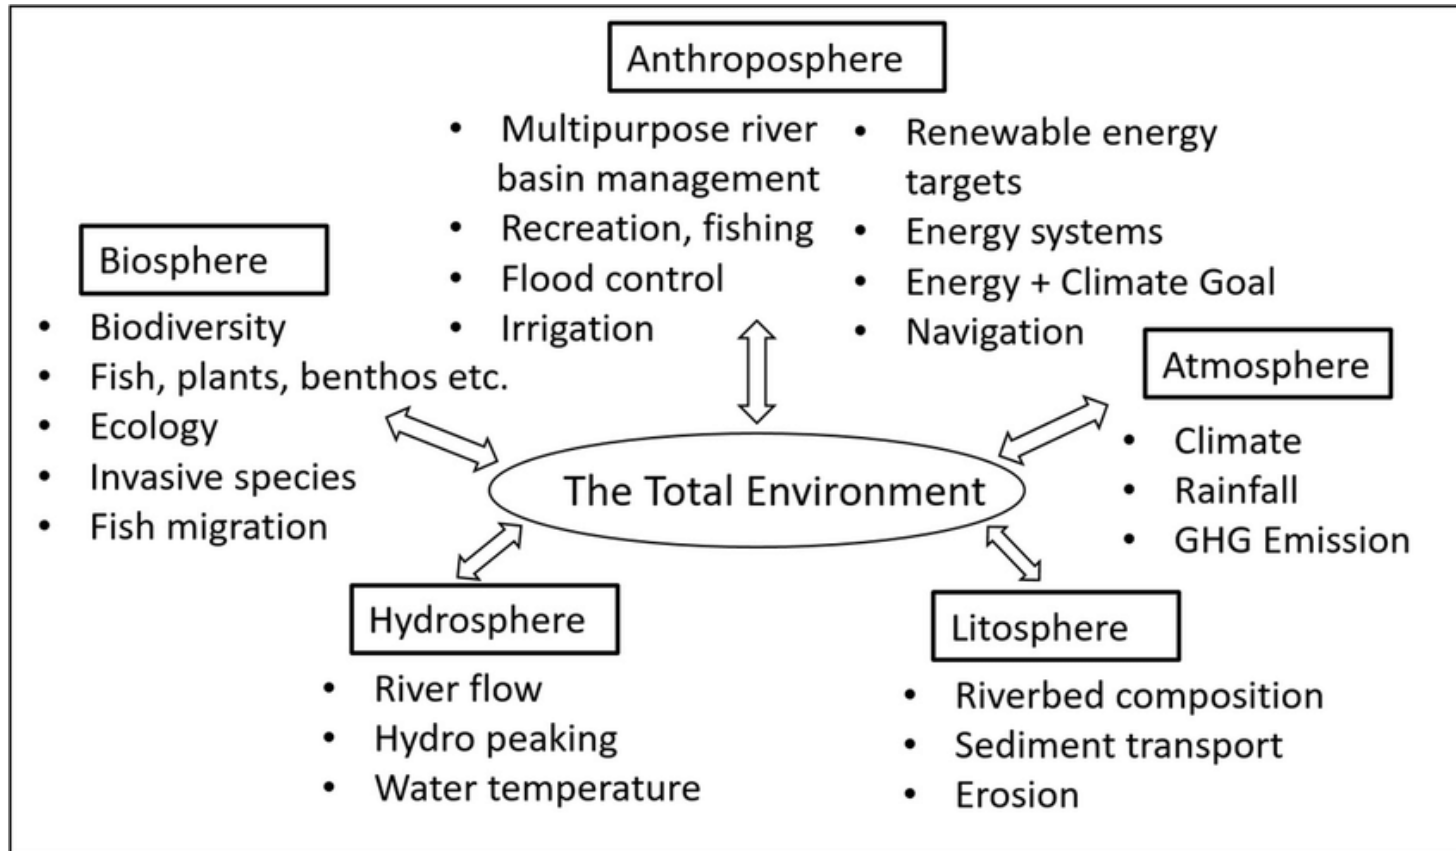 Anthroposphere
• Multipurpose river
basin management
• Recreation, fishing
• Flood control
• Irrigation
• Renewable energy
targets
• Energy systems
• Energy + Climate Goal
• Navigation
Biosphere
• Biodiversity
• Fish, plants, benthos etc.
• Ecology
• Invasive species
• Fish migration
Atmosphere
• Climate
• Rainfall
• GHG Emission
The Total Environment
Hydrosphere
• River flow
• Hydro peaking
• Water temperature
Litosphere
• Riverbed composition
• Sediment transport
• Erosion